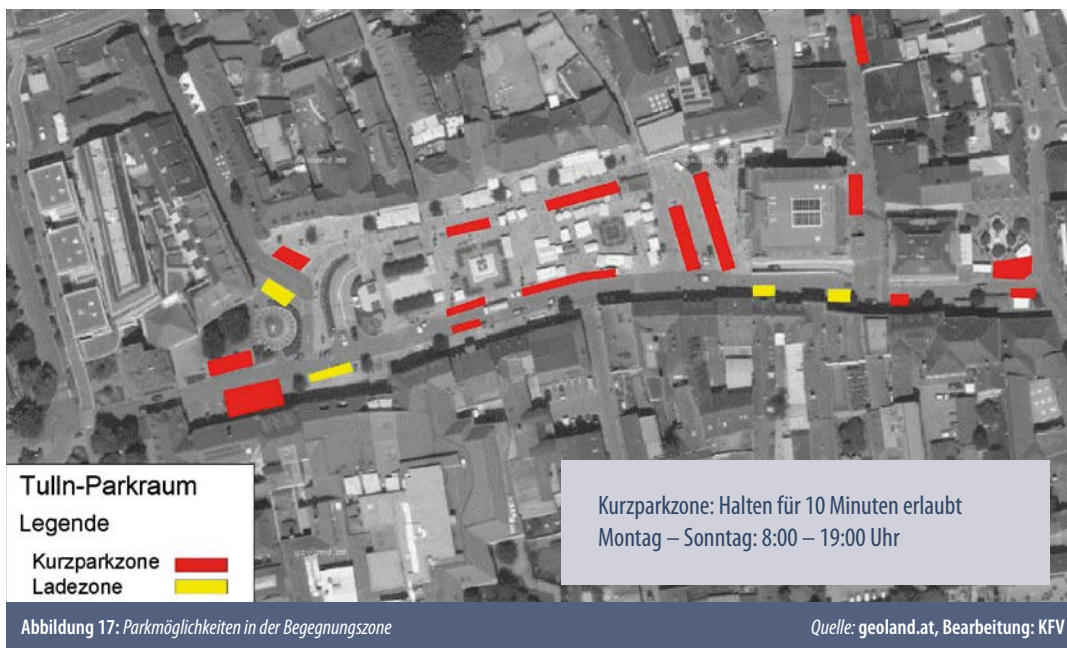 Tulln-Parkraum
Legende
Kurzparkzone
Ladezone
Kurzparkzone: Halten für 10 Minuten erlaubt
Montag – Sonntag: 8:00 – 19:00 Uhr
Abbildung 17: Parkmöglichkeiten in der Begegnungszone
Quelle: geoland.at, Bearbeitung: KFV